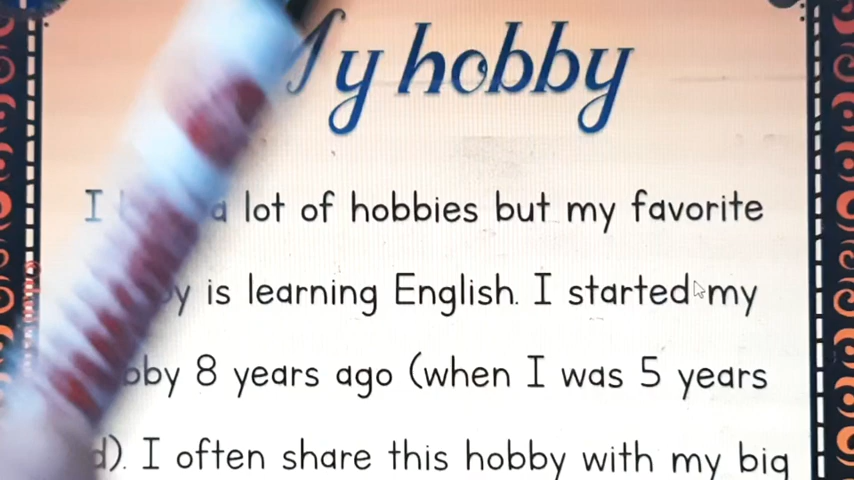 y hobby
I a lot of hobbies but my favorite
is learning English. I started my
8 years ago (when I was 5 years
). I often share this hobby with my big